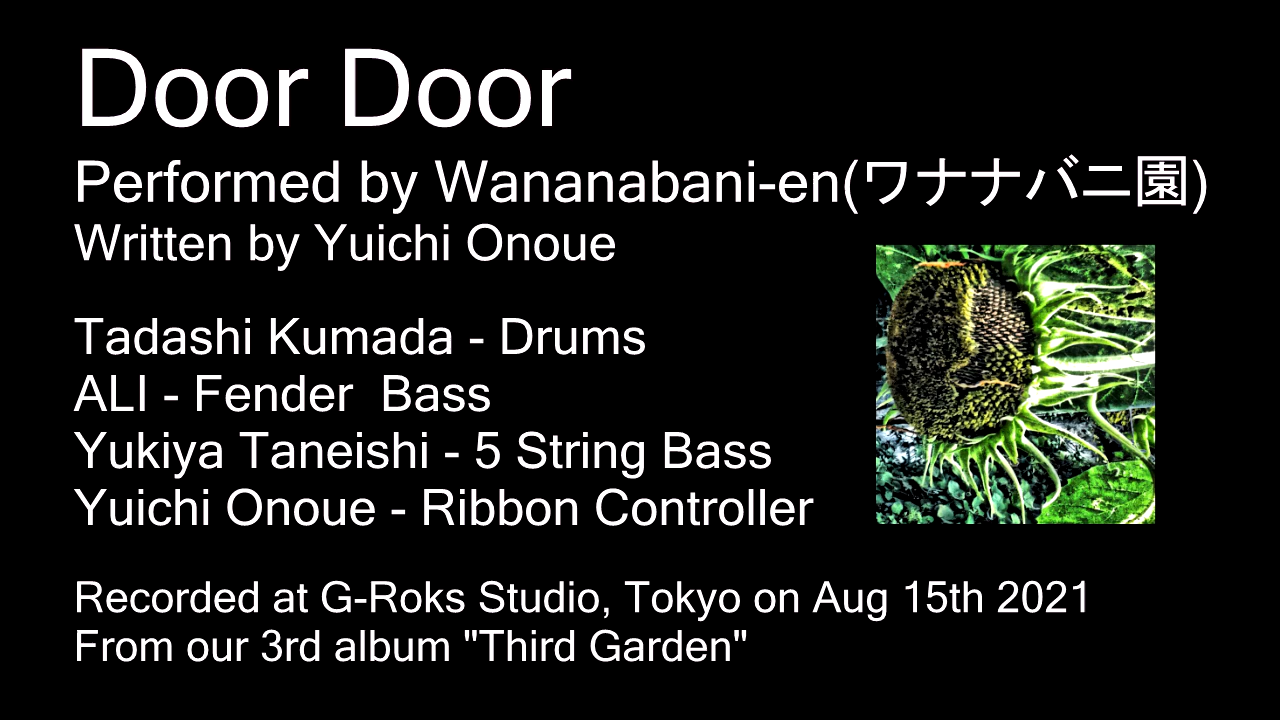 Door Door
Performed by Wananabani-en(ワナナバニ園)
Written by Yuichi Onoue
Tadashi Kumada - Drums
ALI - Fender  Bass
Yukiya Taneishi - 5 String Bass
Yuichi Onoue - Ribbon Controller
Recorded at G-Roks Studio, Tokyo on Aug 15th 2021
From our 3rd album "Third Garden"